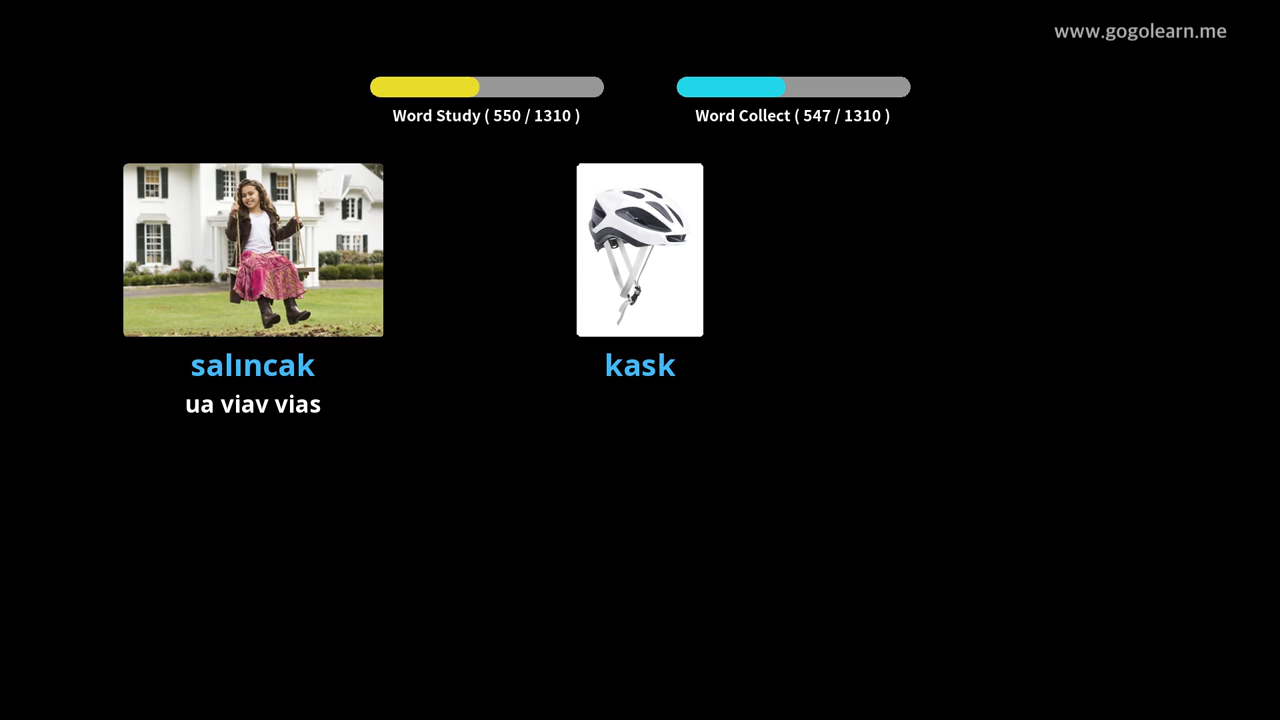 www.gogolearn.me
Word Study ( 550 / 1310 )
Word Collect ( 547 / 1310 )
salıncak
ua viav vias
kask